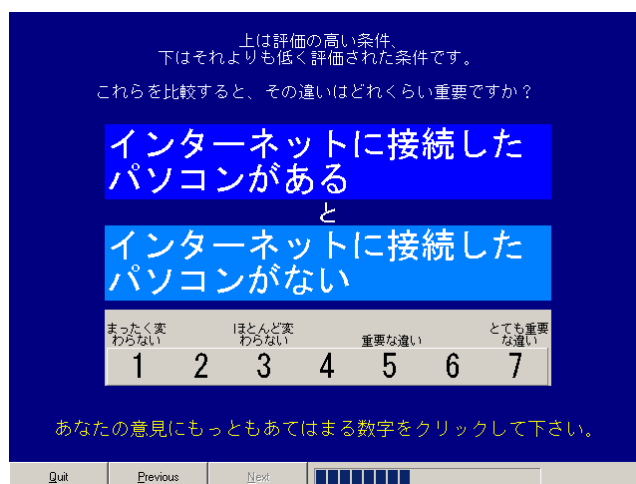 上は評価の高い条件、
下はそれよりも低く評価された条件です。
これらを比較すると、その違いはどれくらい重要ですか？
インターネットに接続した
パソコンがある
と
インターネットに接続した
パソコンがない
まったく変
わらない
ほとんど変
わらない
重要な違い
とても重要
な違い
1 2 3 4 5 6 7
あなたの意見にもっともあてはまる数字をクリックして下さい。
Quit Previous Next